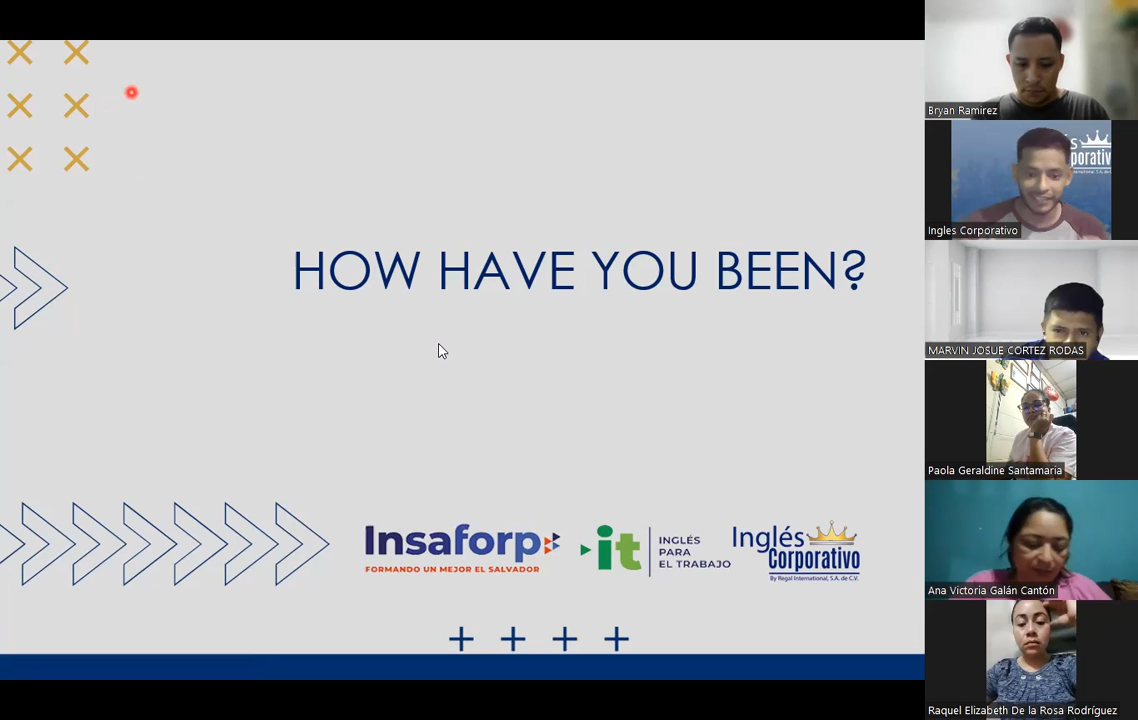 HOW HAVE YOU BEEN?
Insaforp
FORMANDO UN MEJOR EL SALVADOR
it
INGLÉS
PARA
EL TRABAJO
Inglés
Corporativo
By Regal International, S.A. de C.V.
Bryan Ramirez
Ingles Corporativo
MARVIN JOSUE CORTEZ RODAS
Paola Geraldine Santamaria
Ana Victoria Galán Cantón
Raquel Elizabeth De la Rosa Rodríguez